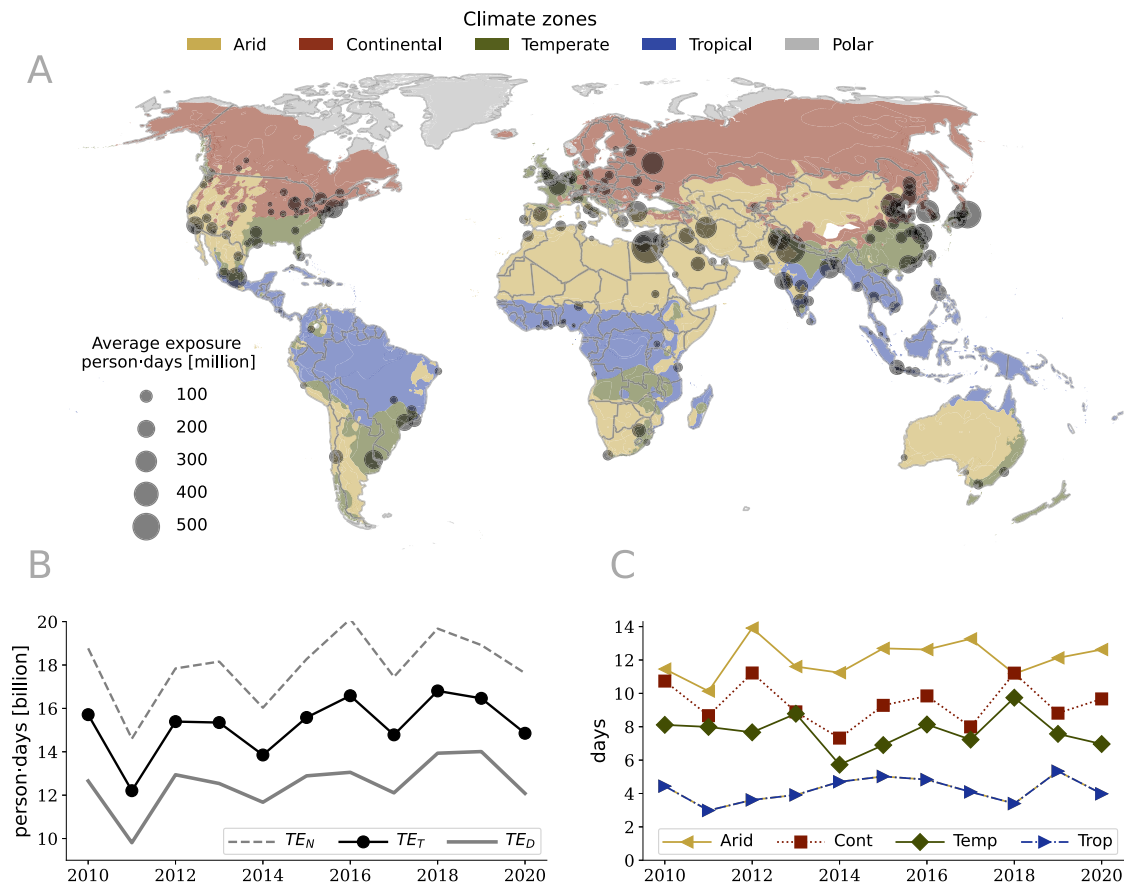 Climate zones
Arid Continental Temperate Tropical Polar
A
Average exposure
person·days [million]
100
200
300
400
500
B
person·days [billion]
20
18
16
14
12
10
2010 2012 2014 2016 2018 2020
TE_N TE_T TE_D
C
days
14
12
10
8
6
4
2
0
2010 2012 2014 2016 2018 2020
Arid Cont Temp Trop